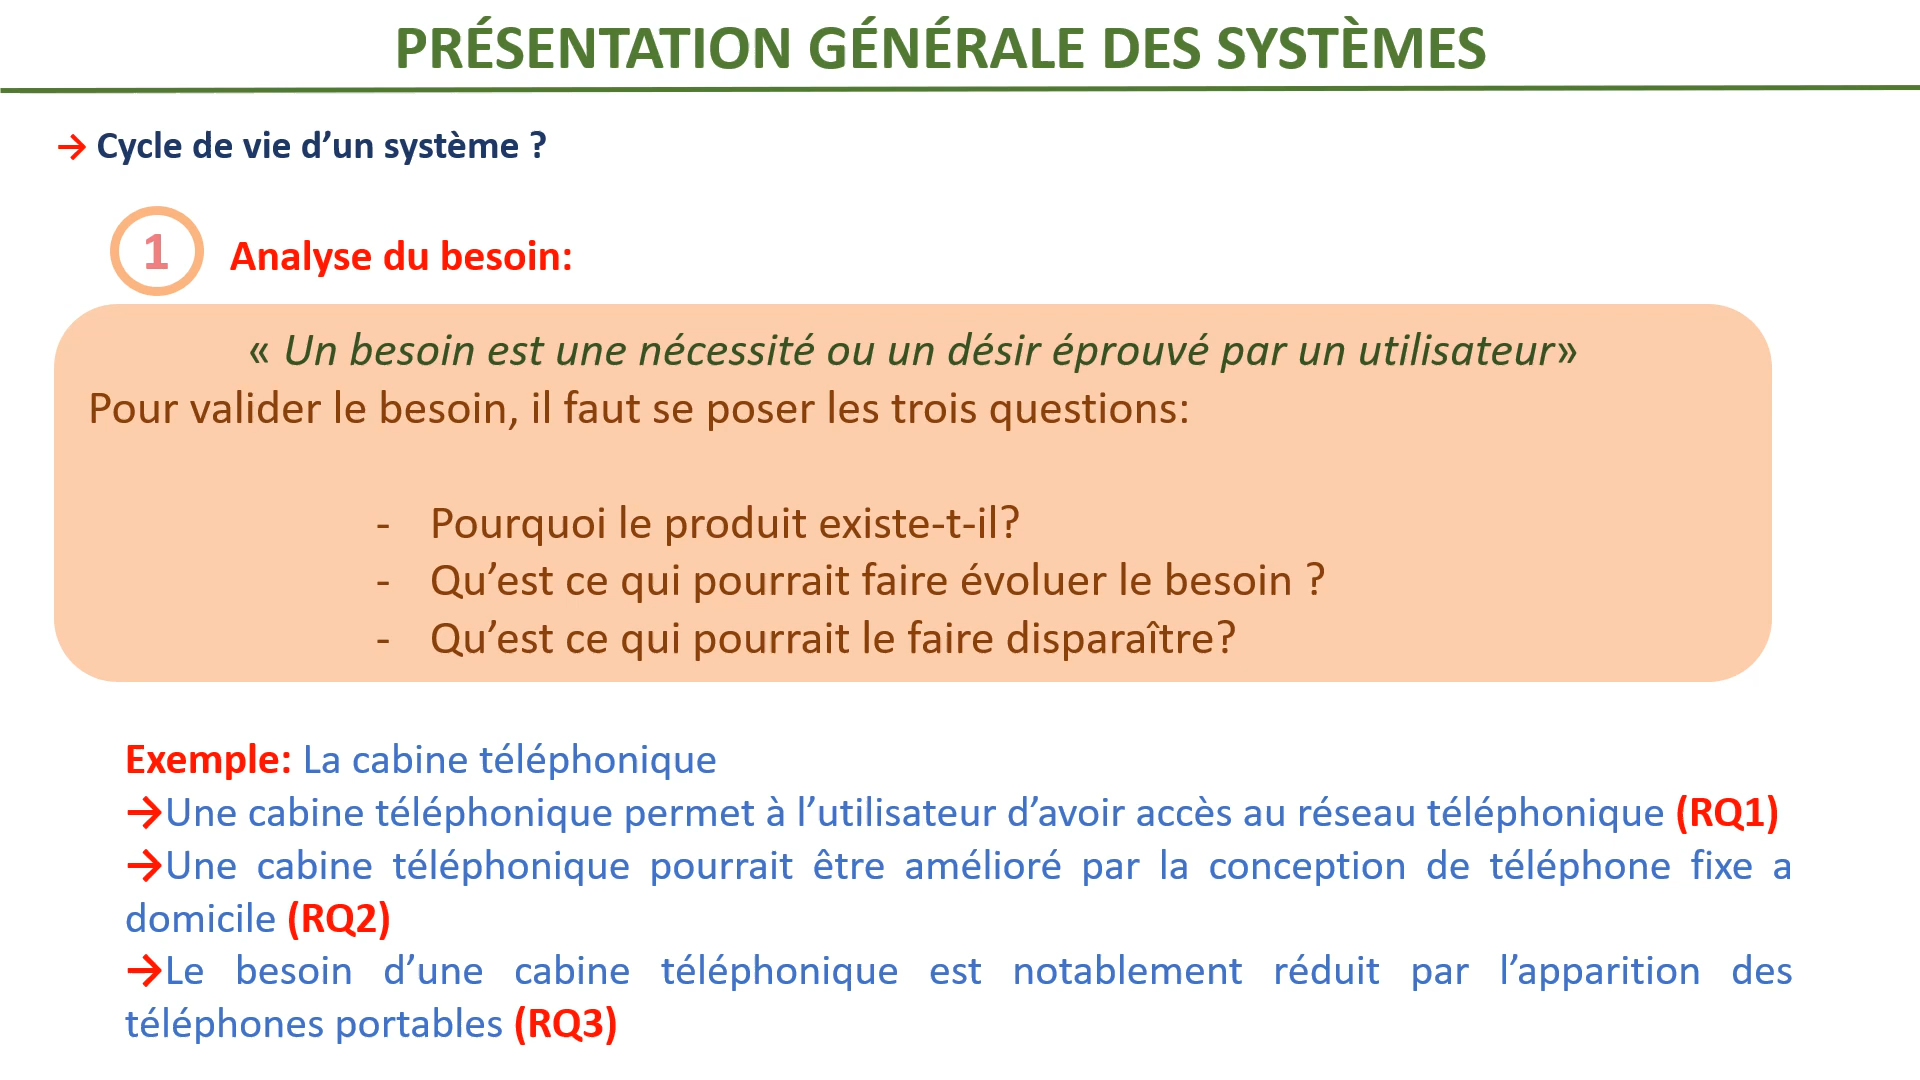 PRÉSENTATION GÉNÉRALE DES SYSTÈMES
→ Cycle de vie d’un système ?
1
Analyse du besoin:
« Un besoin est une nécessité ou un désir éprouvé par un utilisateur»
Pour valider le besoin, il faut se poser les trois questions:
- Pourquoi le produit existe-t-il?
- Qu’est ce qui pourrait faire évoluer le besoin ?
- Qu’est ce qui pourrait le faire disparaître?
Exemple: La cabine téléphonique
→Une cabine téléphonique permet à l’utilisateur d’avoir accès au réseau téléphonique (RQ1)
→Une cabine téléphonique pourrait être amélioré par la conception de téléphone fixe a
domicile (RQ2)
→Le besoin d’une cabine téléphonique est notablement réduit par l’apparition des
téléphones portables (RQ3)